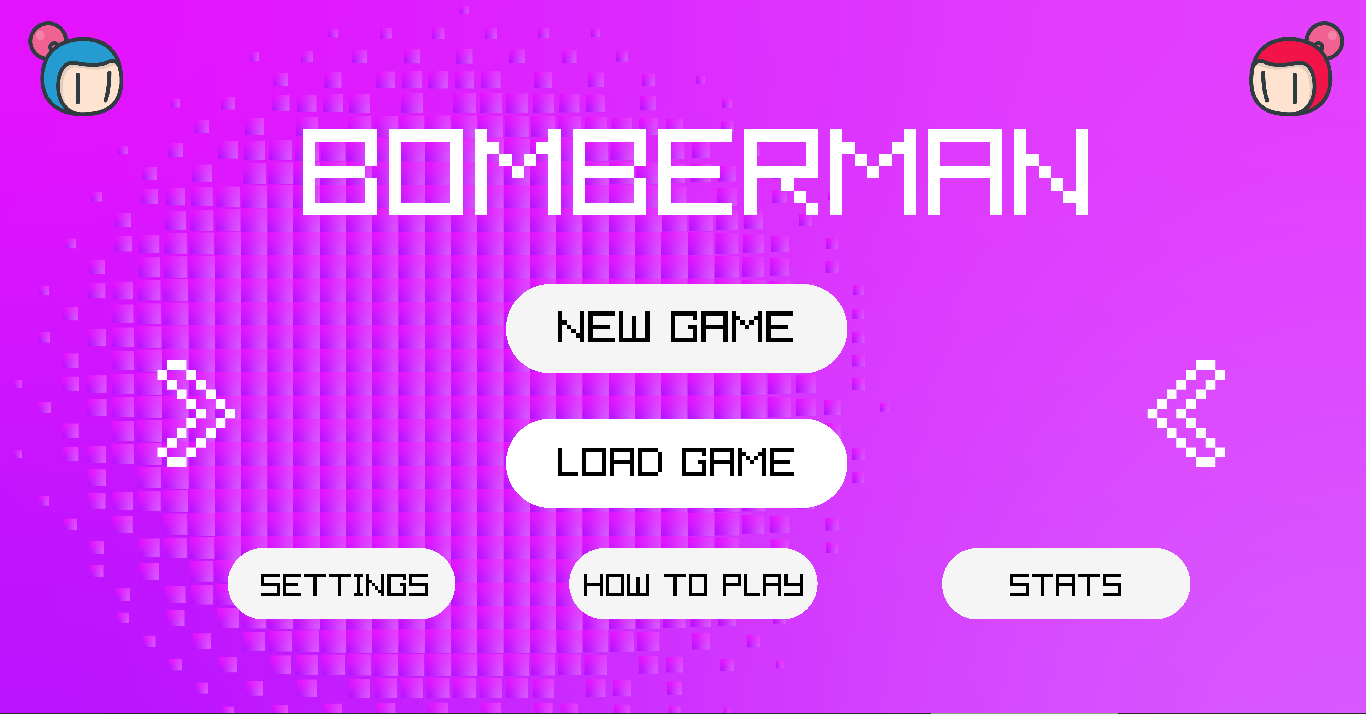 BOMBERMAN
NEW GAME
LOAD GAME
SETTINGS
HOW TO PLAY
STATS